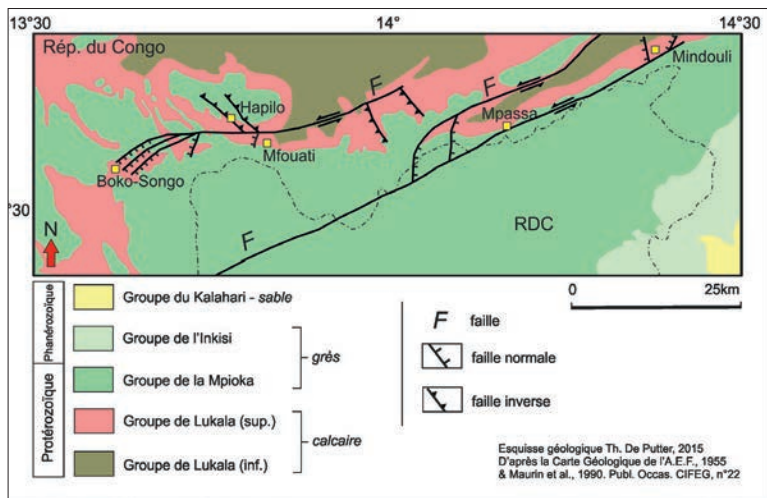 13°30 14° 14°30
Rép. du Congo
F
F
Mindouli
Hapilo
Mpassa
Mfouati
Boko-Songo
°30
N
F
RDC
0 25km
Phanérozoïque
Protérozoïque
Groupe du Kalahari - sable
Groupe de l'Inkisi
grès
Groupe de la Mpioka
Groupe de Lukala (sup.)
calcaire
Groupe de Lukala (inf.)
F faille
faille normale
faille inverse
Esquisse géologique Th. De Putter, 2015
D'après la Carte Géologique de l'A.E.F., 1955
& Maurin et al., 1990. Publ. Occas. CIFEG, n°22